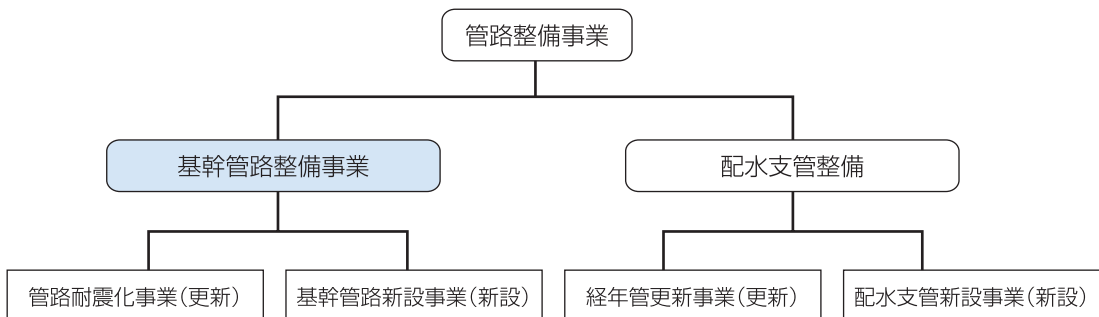 管路整備事業
基幹管路整備事業
配水支管整備
管路耐震化事業(更新)
基幹管路新設事業(新設)
経年管更新事業(更新)
配水支管新設事業(新設)